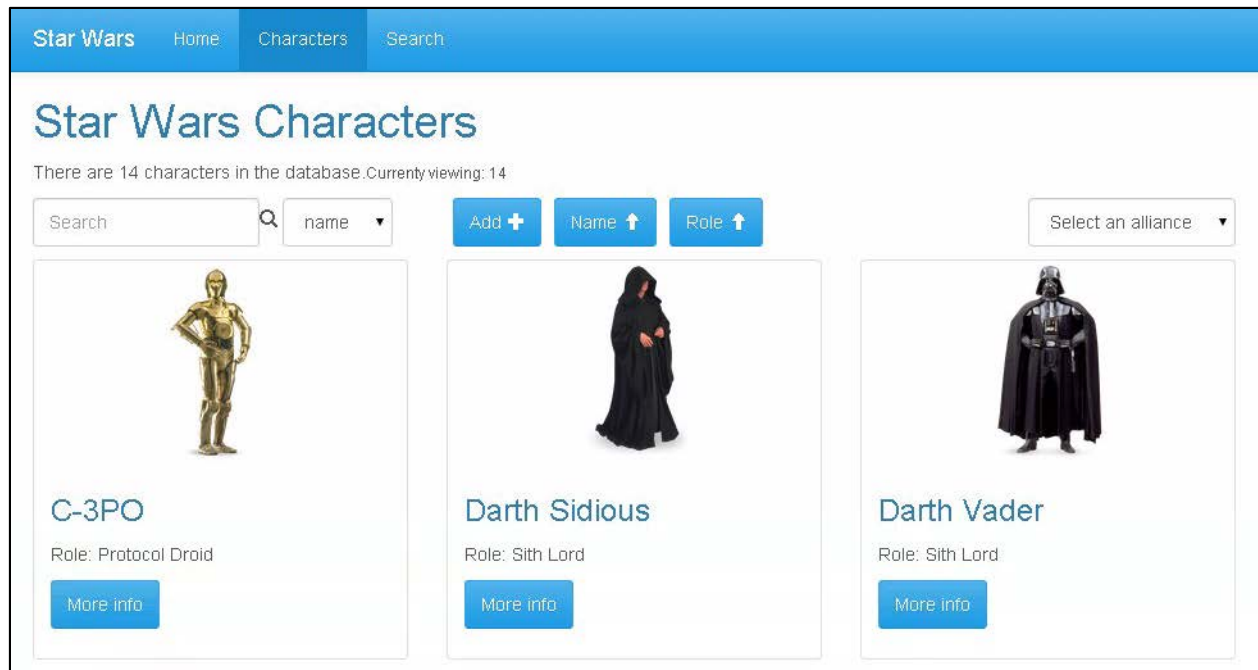 Star Wars Home Characters Search
Star Wars Characters
There are 14 characters in the database.Currenty viewing: 14
Search name Add Name Role Select an alliance
C-3PO Darth Sidious Darth Vader
Role: Protocol Droid Role: Sith Lord Role: Sith Lord
More info More info More info